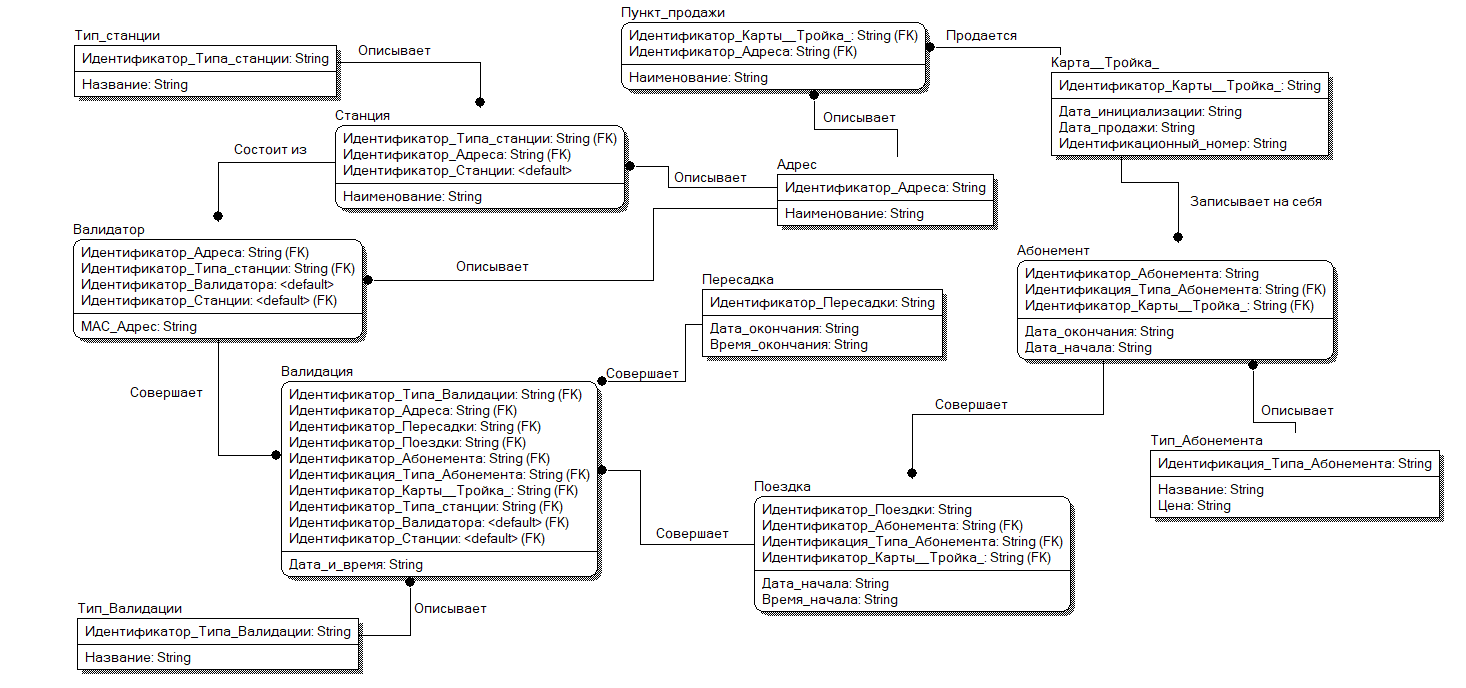 Пункт_продажи
Идентификатор_Карты__Тройка_: String (FK)
Идентификатор_Адреса: String (FK)
Наименование: String
Тип_станции
Идентификатор_Типа_станции: String
Название: String
Описывает
Продается
Карта__Тройка_
Идентификатор_Карты__Тройка_: String
Дата_инициализации: String
Дата_продажи: String
Идентификационный_номер: String
Станция
Идентификатор_Типа_станции: String (FK)
Идентификатор_Адреса: String (FK)
Идентификатор_Станции: <default>
Наименование: String
Описывает
Состоит из
Адрес
Идентификатор_Адреса: String
Наименование: String
Описывает
Записывает на себя
Валидатор
Идентификатор_Адреса: String (FK)
Идентификатор_Типа_станции: String (FK)
Идентификатор_Валидатора: <default>
Идентификатор_Станции: <default> (FK)
MAC_Адрес: String
Описывает
Пересадка
Идентификатор_Пересадки: String
Дата_окончания: String
Время_окончания: String
Абонемент
Идентификатор_Абонемента: String
Идентификация_Типа_Абонемента: String (FK)
Идентификатор_Карты__Тройка_: String (FK)
Дата_окончания: String
Дата_начала: String
Совершает
Валидация
Идентификатор_Типа_Валидации: String (FK)
Идентификатор_Адреса: String (FK)
Идентификатор_Пересадки: String (FK)
Идентификатор_Поездки: String (FK)
Идентификатор_Абонемента: String (FK)
Идентификация_Типа_Абонемента: String (FK)
Идентификатор_Карты__Тройка_: String (FK)
Идентификатор_Типа_станции: String (FK)
Идентификатор_Валидатора: <default> (FK)
Идентификатор_Станции: <default> (FK)
Дата_и_время: String
Совершает
Совершает
Описывает
Тип_Абонемента
Идентификация_Типа_Абонемента: String
Название: String
Цена: String
Совершает
Поездка
Идентификатор_Поездки: String
Идентификатор_Абонемента: String (FK)
Идентификация_Типа_Абонемента: String (FK)
Идентификатор_Карты__Тройка_: String (FK)
Дата_начала: String
Время_начала: String
Тип_Валидации
Идентификатор_Типа_Валидации: String
Название: String
Описывает